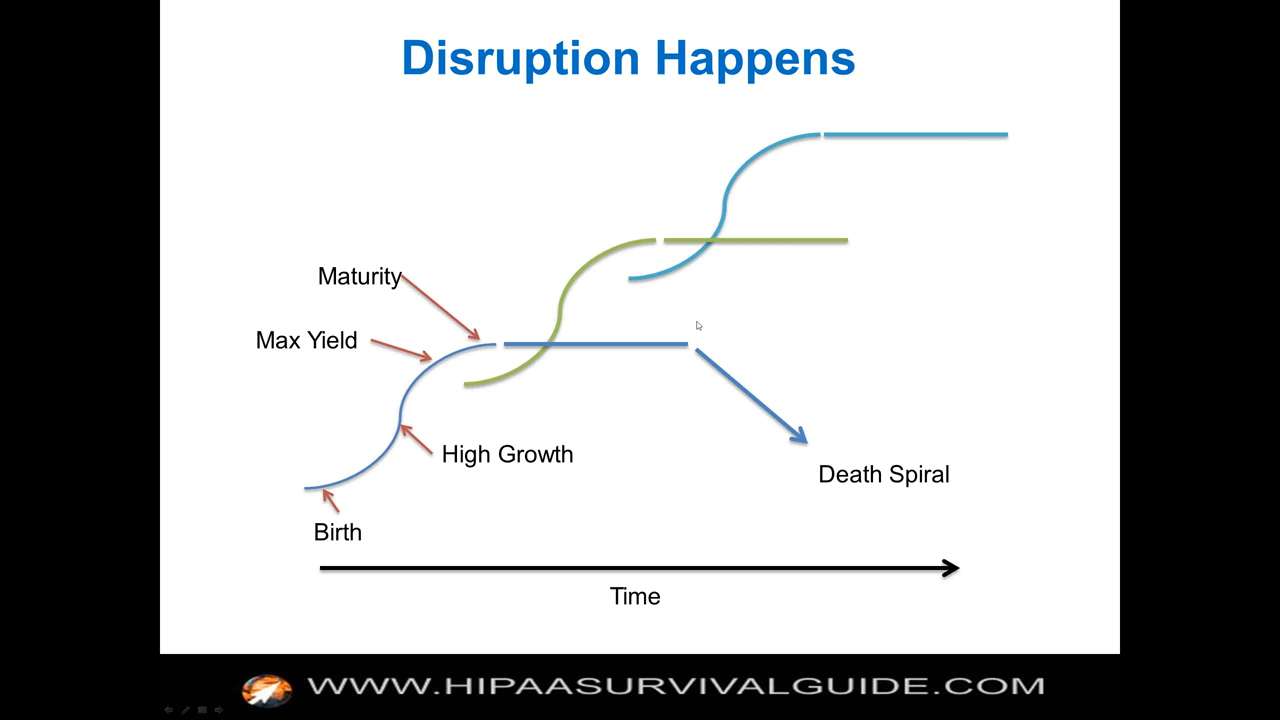 Disruption Happens
Maturity
Max Yield
High Growth
Death Spiral
Birth
Time
WWW.HIPAASURVIVALGUIDE.COM